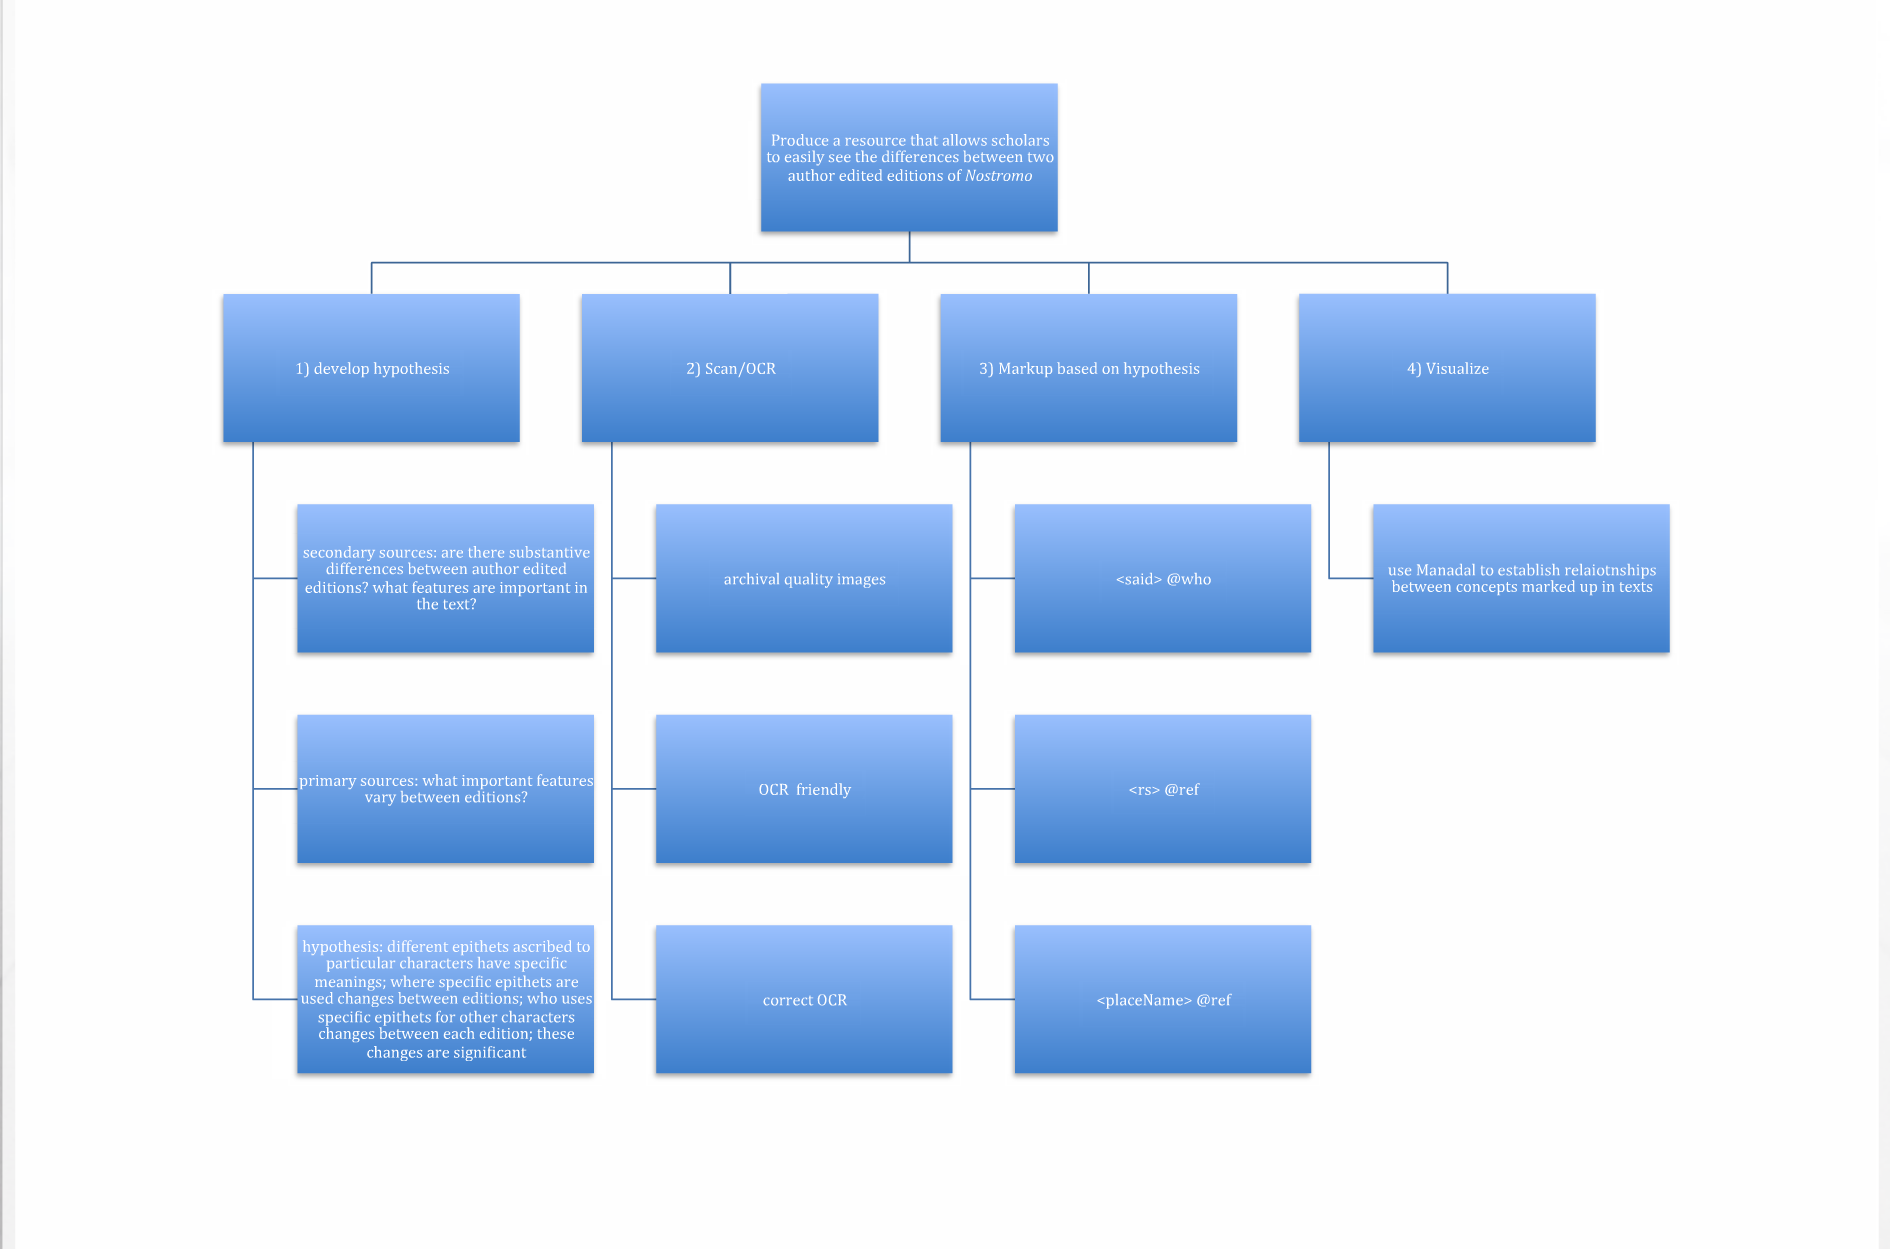 Produce a resource that allows scholars
to easily see the differences between two
author edited editions of Nostromo
1) develop hypothesis
2) Scan/OCR
3) Markup based on hypothesis
4) Visualize
secondary sources: are there substantive
differences between author edited
editions? what features are important in
the text?
primary sources: what important features
vary between editions?
hypothesis: different epithets ascribed to
particular characters have specific
meanings; where specific epithets are
used changes between editions; who uses
specific epithets for other characters
changes between each edition; these
changes are significant
archival quality images
OCR  friendly
correct OCR
<said> @who
<rs> @ref
<placeName> @ref
use Manadal to establish relaiotnships
between concepts marked up in texts